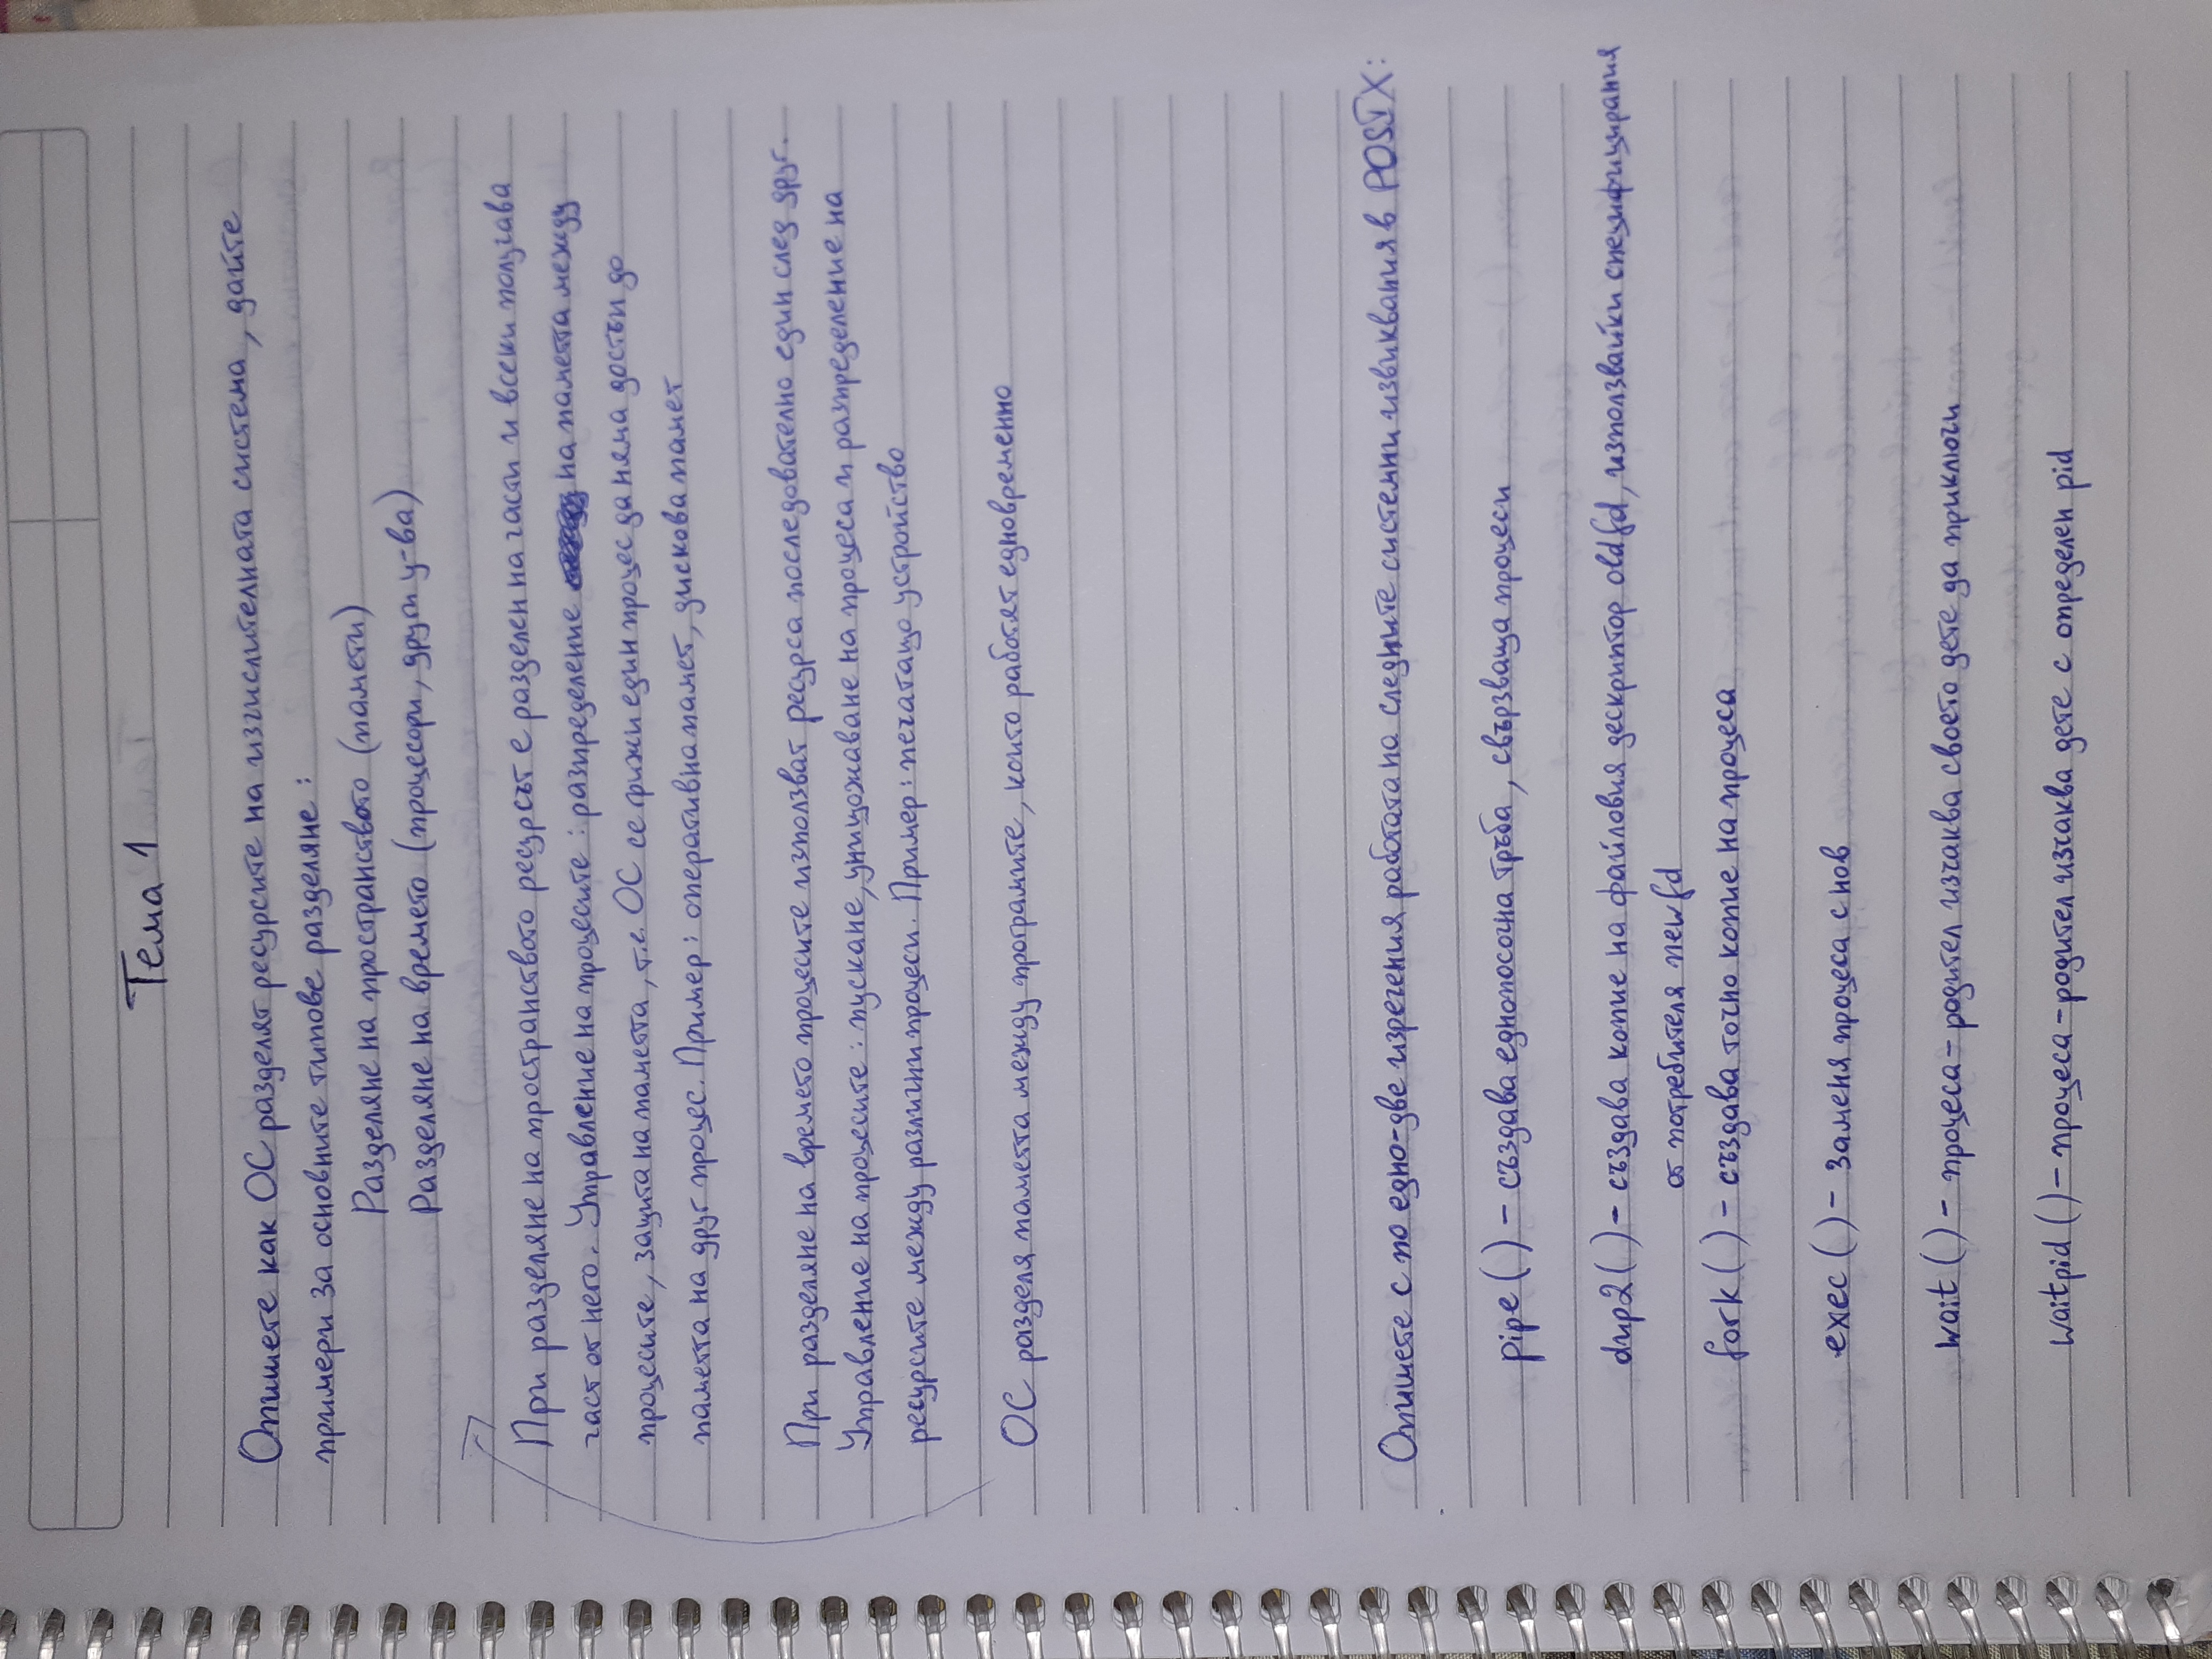 Тема 1
Опишете как ОС разделят ресурсите на изчислителната система, дайте
примери за основните типове разделяне:
Разделяне на пространството (памети)
Разделяне на времето (процесори, други у-ва)
При разделяне на пространството ресурсът е разделен на части и всеки получава
част от него. Управление на процесите: разпределение на паметта между
процесите, защита на паметта, т.е. ОС се грижи един процес да няма достъп до
паметта на друг процес. Пример: оперативна памет, дискова памет
При разделяне на времето процесите използват ресурса последователно един след друг.
Управление на процесите: пускане, унищожаване на процеса и разпределение на
ресурсите между различни процеси. Пример: печатащо устройство
ОС разделя паметта между програмите, които работят едновременно
Опишете с по едно-две изречения работата на следните системни извиквания в POSIX:
pipe() - създава еднопосочна тръба, свързваща процеси
dup2() - създава копие на файловия дескриптор oldfd, използвайки специфицирания
от потребителя newfd
fork() - създава точно копие на процеса
exec() - заменя процеса с нов
wait() - процеса-родител изчаква своето дете да приключи
waitpid() - процеса-родител изчаква дете с определен pid